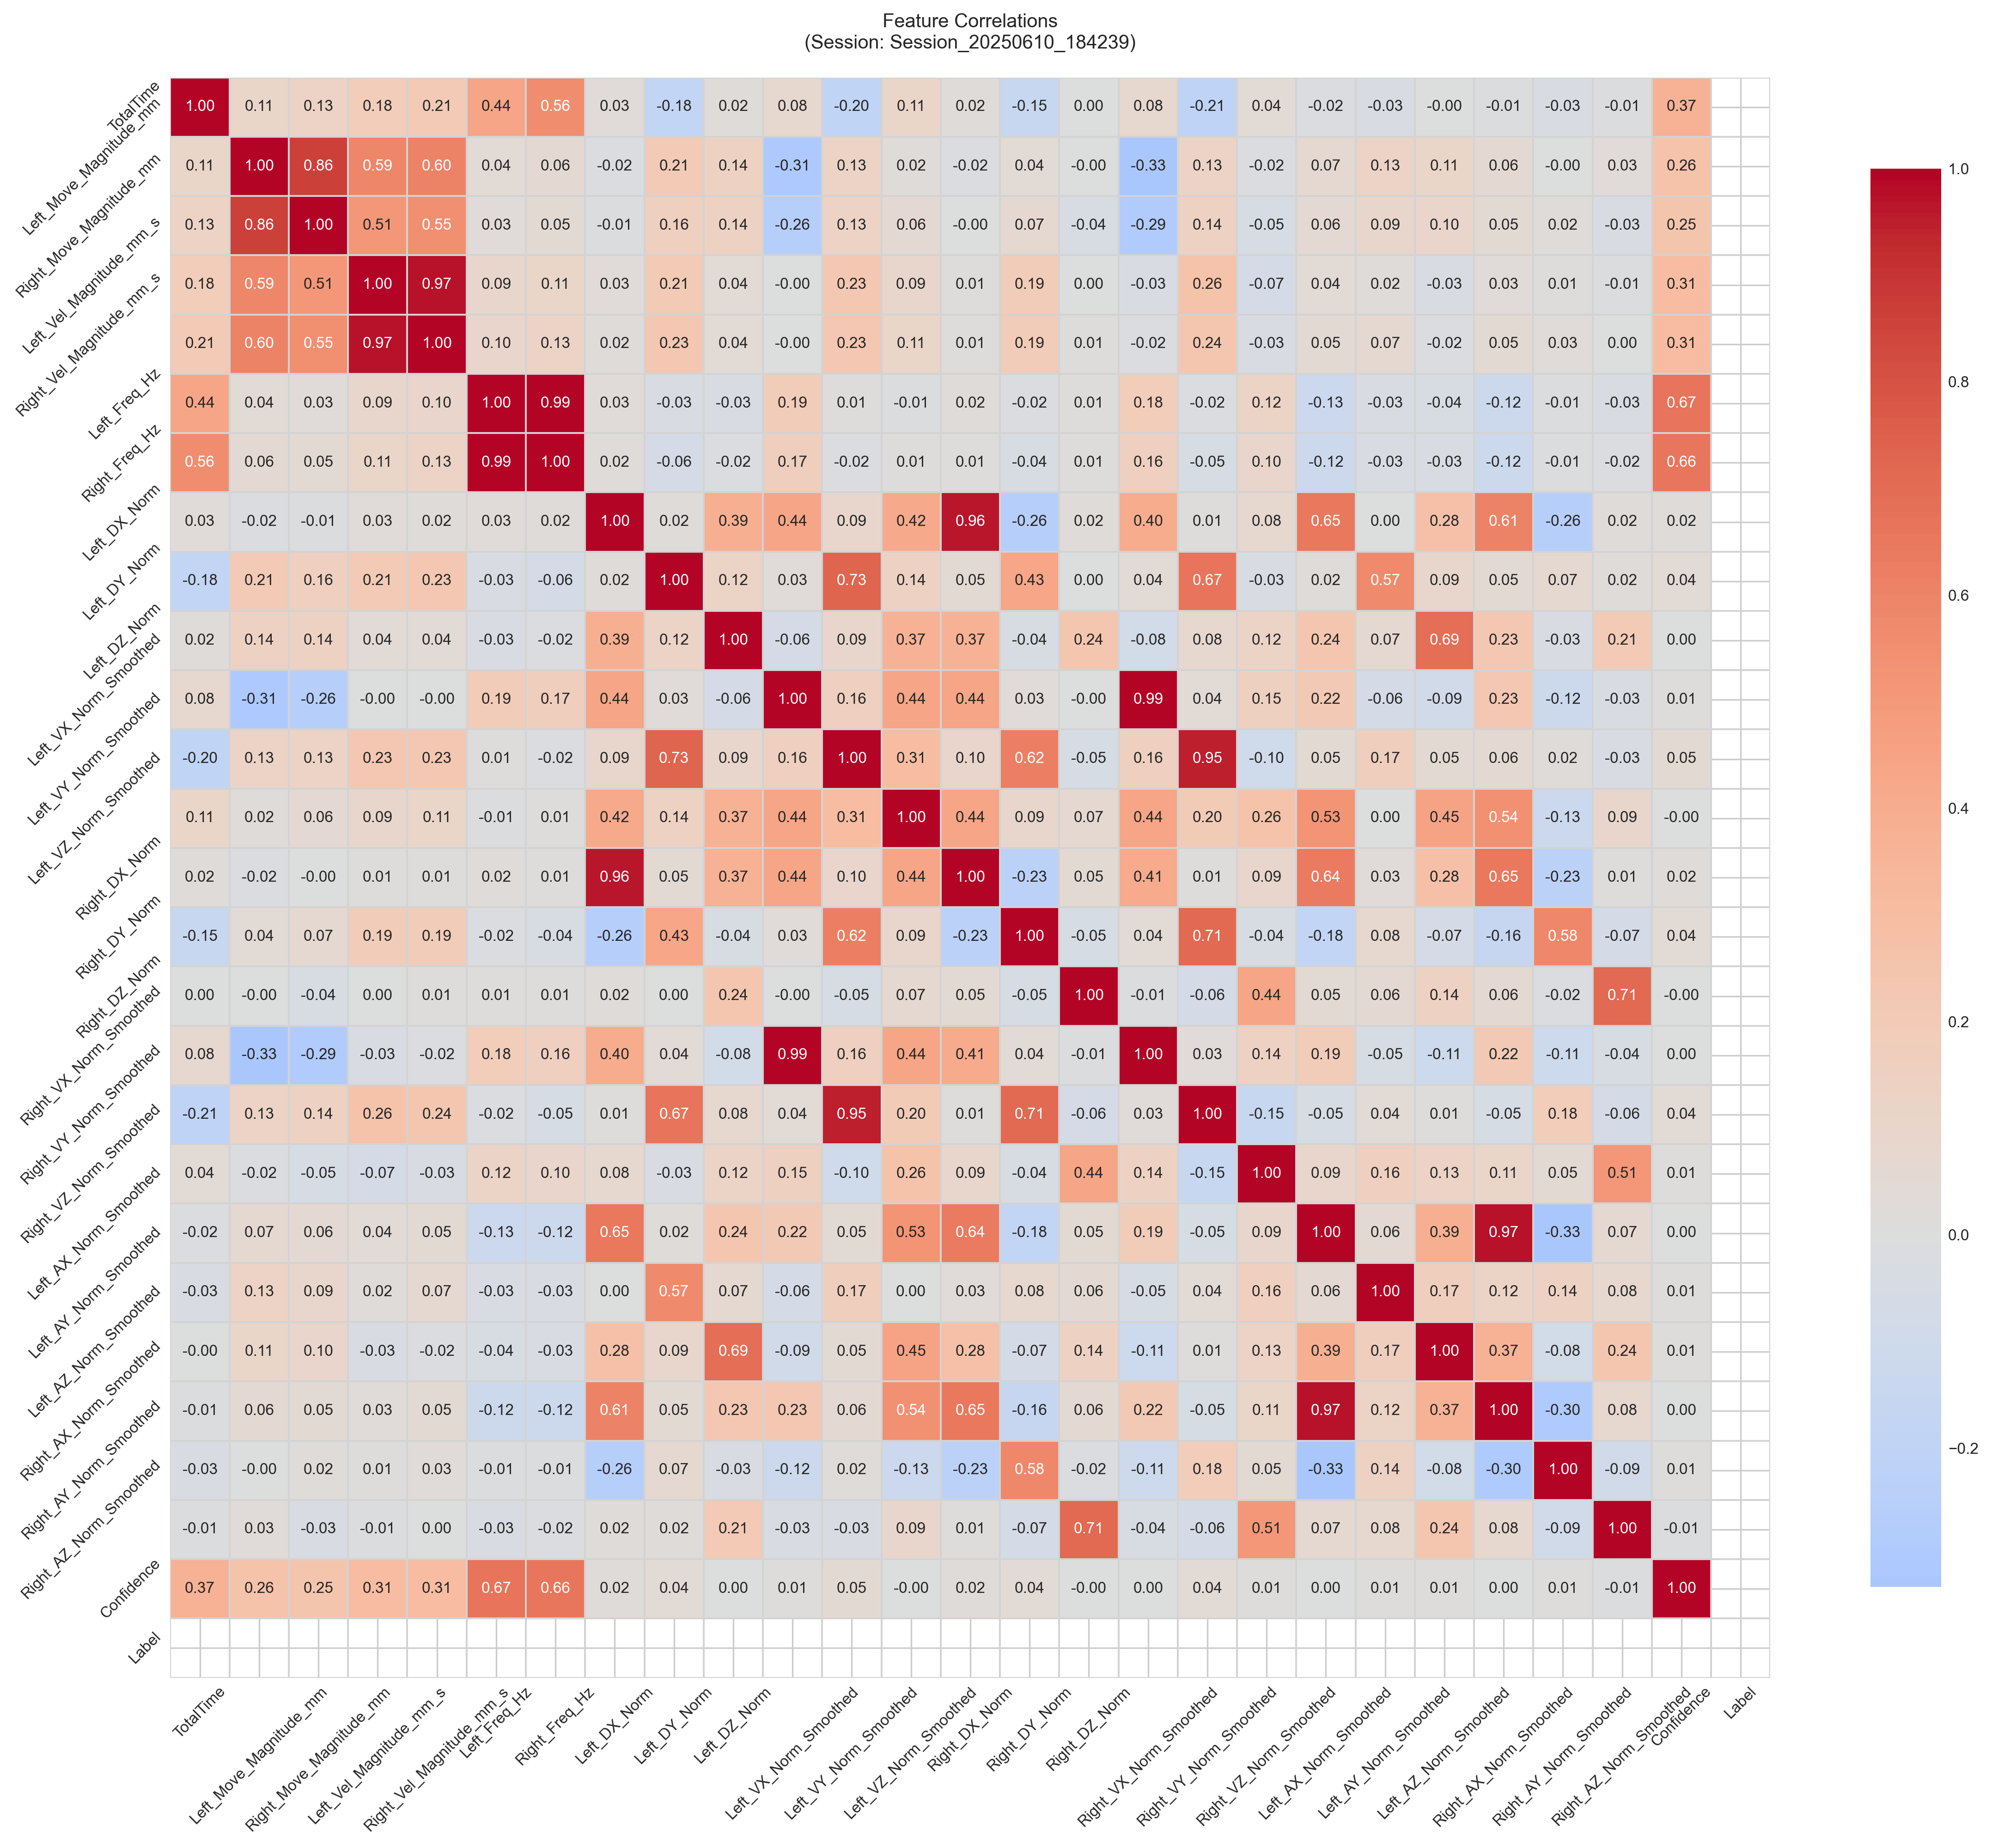 Feature Correlations
(Session: Session_20250610_184239)
TotalTime 1.00 0.11 0.13 0.18 0.21 0.44 0.56 0.03 -0.18 0.02 0.08 -0.20 0.11 0.02 -0.15 0.00 0.08 -0.21 0.04 -0.02 -0.03 -0.00 -0.01 -0.03 -0.01 0.37
Left_Move_Magnitude_mm 0.11 1.00 0.86 0.59 0.60 0.04 0.06 -0.02 0.21 0.14 -0.31 0.13 0.02 -0.02 0.04 -0.00 -0.33 0.13 -0.02 0.07 0.13 0.11 0.06 -0.00 0.03 0.26
Right_Move_Magnitude_mm 0.13 0.86 1.00 0.51 0.55 0.03 0.05 -0.01 0.16 0.14 -0.26 0.13 0.06 -0.00 0.07 -0.04 -0.29 0.14 -0.05 0.06 0.09 0.10 0.05 0.02 -0.03 0.25
Left_Vel_Magnitude_mm_s 0.18 0.59 0.51 1.00 0.97 0.09 0.11 0.03 0.21 0.04 -0.00 0.23 0.09 0.01 0.19 0.00 -0.03 0.26 -0.07 0.04 0.02 -0.03 0.03 0.01 -0.01 0.31
Right_Vel_Magnitude_mm_s 0.21 0.60 0.55 0.97 1.00 0.10 0.13 0.02 0.23 0.04 -0.00 0.23 0.11 0.01 0.19 0.01 -0.02 0.24 -0.03 0.05 0.07 -0.02 0.05 0.03 0.00 0.31
Left_Freq_Hz 0.44 0.04 0.03 0.09 0.10 1.00 0.99 0.03 -0.03 -0.03 0.19 0.01 -0.01 0.02 -0.02 0.01 0.18 -0.02 0.12 -0.13 -0.03 -0.04 -0.12 -0.01 -0.03 0.67
Right_Freq_Hz 0.56 0.06 0.05 0.11 0.13 0.99 1.00 0.02 -0.06 -0.02 0.17 -0.02 0.01 0.01 -0.04 0.01 0.16 -0.05 0.10 -0.12 -0.03 -0.03 -0.12 -0.01 -0.02 0.66
Left_DX_Norm 0.03 -0.02 -0.01 0.03 0.02 0.03 0.02 1.00 0.02 0.39 0.44 0.09 0.42 0.96 -0.26 0.02 0.40 0.01 0.08 0.65 0.00 0.28 0.61 -0.26 0.02 0.02
Left_DY_Norm -0.18 0.21 0.16 0.21 0.23 -0.03 -0.06 0.02 1.00 0.12 0.03 0.73 0.14 0.05 0.43 0.00 0.04 0.67 -0.03 0.02 0.57 0.09 0.05 0.07 0.02 0.04
Left_DZ_Norm 0.02 0.14 0.14 0.04 0.04 -0.03 -0.02 0.39 0.12 1.00 -0.06 0.09 0.37 0.37 -0.04 0.24 -0.08 0.08 0.12 0.24 0.07 0.69 0.23 -0.03 0.21 0.00
Left_VX_Norm_Smoothed 0.08 -0.31 -0.26 -0.00 -0.00 0.19 0.17 0.44 0.03 -0.06 1.00 0.16 0.44 0.44 0.03 -0.00 0.99 0.04 0.15 0.22 -0.06 -0.09 0.23 -0.12 -0.03 0.01
Left_VY_Norm_Smoothed -0.20 0.13 0.13 0.23 0.23 0.01 -0.02 0.09 0.73 0.09 0.16 1.00 0.31 0.10 0.62 -0.05 0.16 0.95 -0.10 0.05 0.17 0.05 0.06 0.02 -0.03 0.05
Left_VZ_Norm_Smoothed 0.11 0.02 0.06 0.09 0.11 -0.01 0.01 0.42 0.14 0.37 0.44 0.31 1.00 0.44 0.09 0.07 0.44 0.20 0.26 0.53 0.00 0.45 0.54 -0.13 0.09 -0.00
Right_DX_Norm 0.02 -0.02 -0.00 0.01 0.01 0.02 0.01 0.96 0.05 0.37 0.44 0.10 0.44 1.00 -0.23 0.05 0.41 0.01 0.09 0.64 0.03 0.28 0.65 -0.23 0.01 0.02
Right_DY_Norm -0.15 0.04 0.07 0.19 0.19 -0.02 -0.04 -0.26 0.43 -0.04 0.03 0.62 0.09 -0.23 1.00 -0.05 0.04 0.71 -0.04 -0.18 0.08 -0.07 -0.16 0.58 -0.07 0.04
Right_DZ_Norm 0.00 -0.00 -0.04 0.00 0.01 0.01 0.01 0.02 0.00 0.24 -0.00 -0.05 0.07 0.05 -0.05 1.00 -0.01 -0.06 0.44 0.05 0.06 0.14 0.06 -0.02 0.71 -0.00
Right_VX_Norm_Smoothed 0.08 -0.33 -0.29 -0.03 -0.02 0.18 0.16 0.40 0.04 -0.08 0.99 0.16 0.44 0.41 0.04 -0.01 1.00 0.03 0.14 0.19 -0.05 -0.11 0.22 -0.11 -0.04 0.00
Right_VY_Norm_Smoothed -0.21 0.13 0.14 0.26 0.24 -0.02 -0.05 0.01 0.67 0.08 0.04 0.95 0.20 0.01 0.71 -0.06 0.03 1.00 -0.15 -0.05 0.04 0.01 -0.05 0.18 -0.06 0.04
Right_VZ_Norm_Smoothed 0.04 -0.02 -0.05 -0.07 -0.03 0.12 0.10 0.08 -0.03 0.12 0.15 -0.10 0.26 0.09 -0.04 0.44 0.14 -0.15 1.00 0.09 0.16 0.13 0.11 0.05 0.51 0.01
Left_AX_Norm_Smoothed -0.02 0.07 0.06 0.04 0.05 -0.13 -0.12 0.65 0.02 0.24 0.22 0.05 0.53 0.64 -0.18 0.05 0.19 -0.05 0.09 1.00 0.06 0.39 0.97 -0.33 0.07 0.00
Left_AY_Norm_Smoothed -0.03 0.13 0.09 0.02 0.07 -0.03 -0.03 0.00 0.57 0.07 -0.06 0.17 0.00 0.03 0.08 0.06 -0.05 0.04 0.16 0.06 1.00 0.17 0.12 0.14 0.08 0.01
Left_AZ_Norm_Smoothed -0.00 0.11 0.10 -0.03 -0.02 -0.04 -0.03 0.28 0.09 0.69 -0.09 0.05 0.45 0.28 -0.07 0.14 -0.11 0.01 0.13 0.39 0.17 1.00 0.37 -0.08 0.24 0.01
Right_AX_Norm_Smoothed -0.01 0.06 0.05 0.03 0.05 -0.12 -0.12 0.61 0.05 0.23 0.23 0.06 0.54 0.65 -0.16 0.06 0.22 -0.05 0.11 0.97 0.12 0.37 1.00 -0.30 0.08 0.00
Right_AY_Norm_Smoothed -0.03 -0.00 0.02 0.01 0.03 -0.01 -0.01 -0.26 0.07 -0.03 -0.12 0.02 -0.13 -0.23 0.58 -0.02 -0.11 0.18 0.05 -0.33 0.14 -0.08 -0.30 1.00 -0.09 0.01
Right_AZ_Norm_Smoothed -0.01 0.03 -0.03 -0.01 0.00 -0.03 -0.02 0.02 0.02 0.21 -0.03 -0.03 0.09 0.01 -0.07 0.71 -0.04 -0.06 0.51 0.07 0.08 0.24 0.08 -0.09 1.00 -0.01
Confidence 0.37 0.26 0.25 0.31 0.31 0.67 0.66 0.02 0.04 0.00 0.01 0.05 -0.00 0.02 0.04 -0.00 0.00 0.04 0.01 0.00 0.01 0.01 0.00 0.01 -0.01 1.00
Label
TotalTime
Left_Move_Magnitude_mm
Right_Move_Magnitude_mm
Left_Vel_Magnitude_mm_s
Right_Vel_Magnitude_mm_s
Left_Freq_Hz
Right_Freq_Hz
Left_DX_Norm
Left_DY_Norm
Left_DZ_Norm
Left_VX_Norm_Smoothed
Left_VY_Norm_Smoothed
Left_VZ_Norm_Smoothed
Right_DX_Norm
Right_DY_Norm
Right_DZ_Norm
Right_VX_Norm_Smoothed
Right_VY_Norm_Smoothed
Right_VZ_Norm_Smoothed
Left_AX_Norm_Smoothed
Left_AY_Norm_Smoothed
Left_AZ_Norm_Smoothed
Right_AX_Norm_Smoothed
Right_AY_Norm_Smoothed
Right_AZ_Norm_Smoothed
Confidence
Label
1.0
0.8
0.6
0.4
0.2
0.0
−0.2